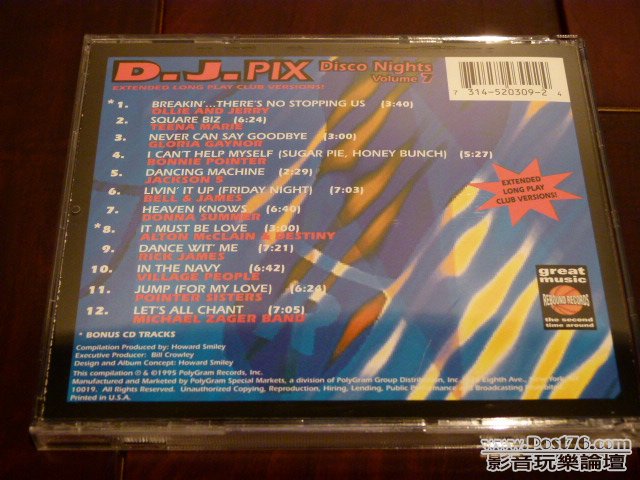 D.J.PIX Disco Nights
Volume 7
EXTENDED LONG PLAY CLUB VERSIONS!
7 314-520309-2 4
*1. BREAKIN'...THERE'S NO STOPPING US (3:40)
OLLIE AND JERRY
2. SQUARE BIZ (6:24)
TEENA MARIE
3. NEVER CAN SAY GOODBYE (3:00)
GLORIA GAYNOR
4. I CAN'T HELP MYSELF (SUGAR PIE, HONEY BUNCH) (5:27)
BONNIE POINTER
5. DANCING MACHINE (2:29)
JACKSON 5
6. LIVIN' IT UP (FRIDAY NIGHT) (7:03)
BELL & JAMES
7. HEAVEN KNOWS (6:40)
DONNA SUMMER
*8. IT MUST BE LOVE (3:00)
ALTON McCLAIN & DESTINY
9. DANCE WIT' ME (7:21)
RICK JAMES
10. IN THE NAVY (6:42)
VILLAGE PEOPLE
11. JUMP (FOR MY LOVE) (6:24)
POINTER SISTERS
12. LET'S ALL CHANT (7:05)
MICHAEL ZAGER BAND
EXTENDED
LONG PLAY
CLUB VERSIONS!
great
music
REBOUND RECORDS
the second
time around
* BONUS CD TRACKS
Compilation Produced by: Howard Smiley
Executive Producer: Bill Crowley
Design and Album Concept: Howard Smiley
This compilation ℗ & ©1995 PolyGram Records, Inc.
Manufactured and Marketed by PolyGram Special Markets, a division of PolyGram Group Distribution, Inc. Eighth Ave., New York, NY
10019. All Rights Reserved. Unauthorized Copying, Reproduction, Hiring, Lending, Public Performance and Broadcasting Prohibited.
Printed in U.S.A.
www.Post76.com
影音玩樂論壇